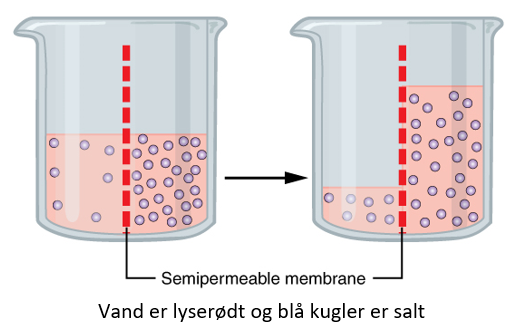 Semipermeable membrane
Vand er lyserødt og blå kugler er salt